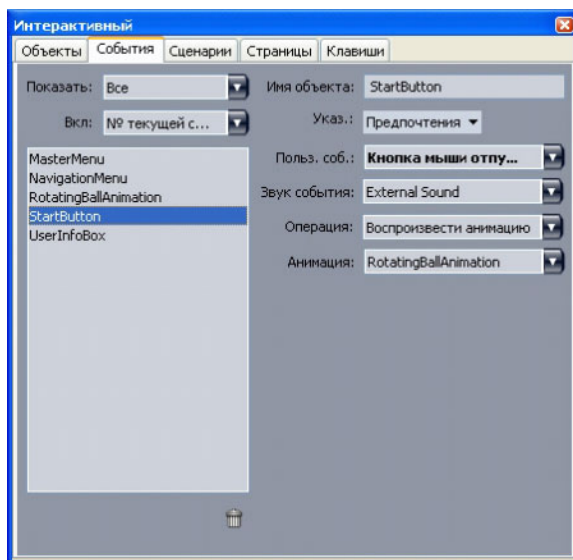 Интерактивный
Объекты События Сценарии Страницы Клавиши
Показать: Все
Вкл: № текущей с...
MasterMenu
NavigationMenu
RotatingBallAnimation
StartButton
UserInfoBox
Имя объекта: StartButton
Указ.: Предпочтения
Польз. соб.: Кнопка мыши отпу...
Звук события: External Sound
Операция: Воспроизвести анимацию
Анимация: RotatingBallAnimation